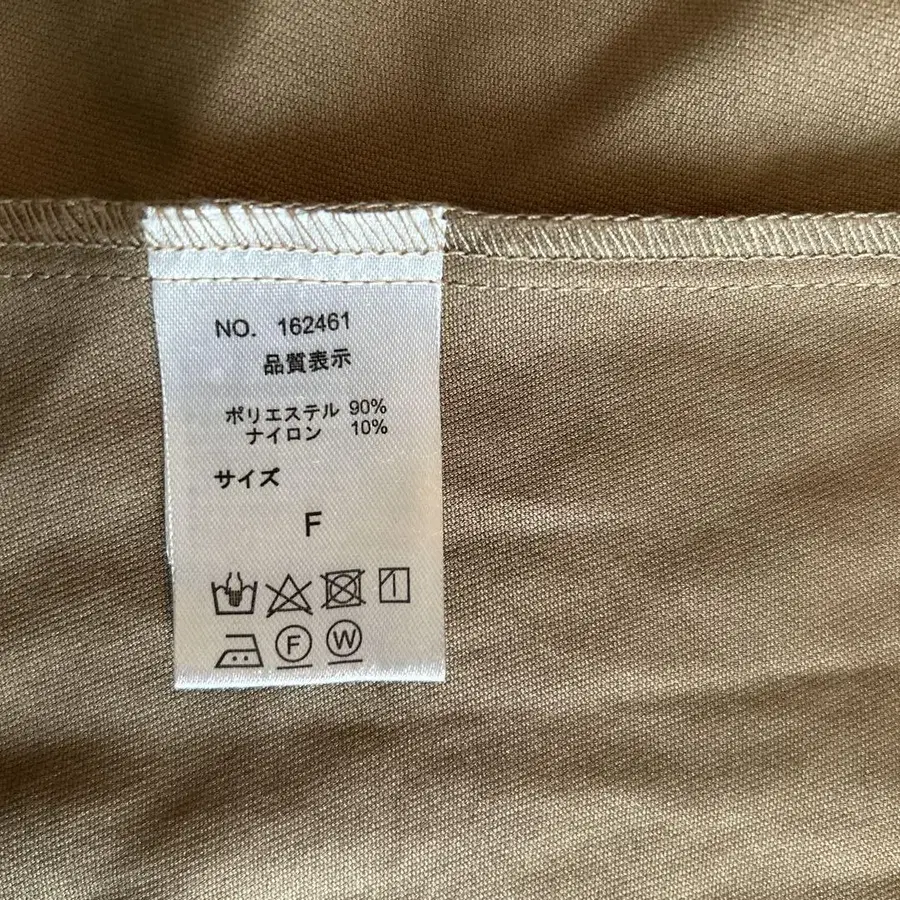 NO. 162461
品質表示
ポリエステル 90%
ナイロン 10%
サイズ
F
F W